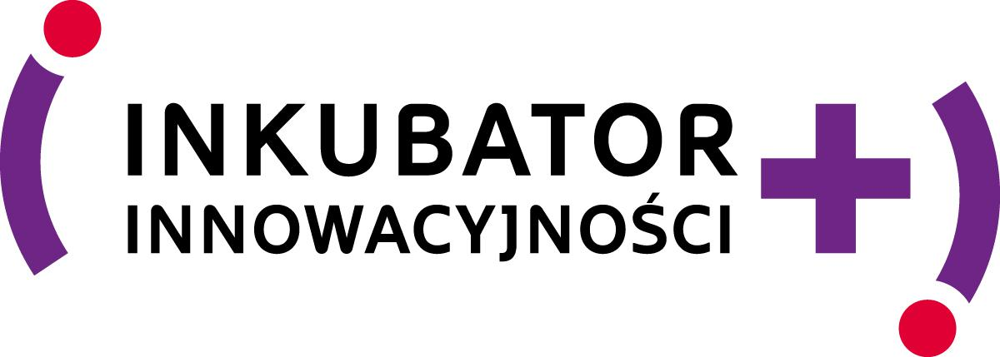 INKUBATOR +
INNOWACYJNOŚCI